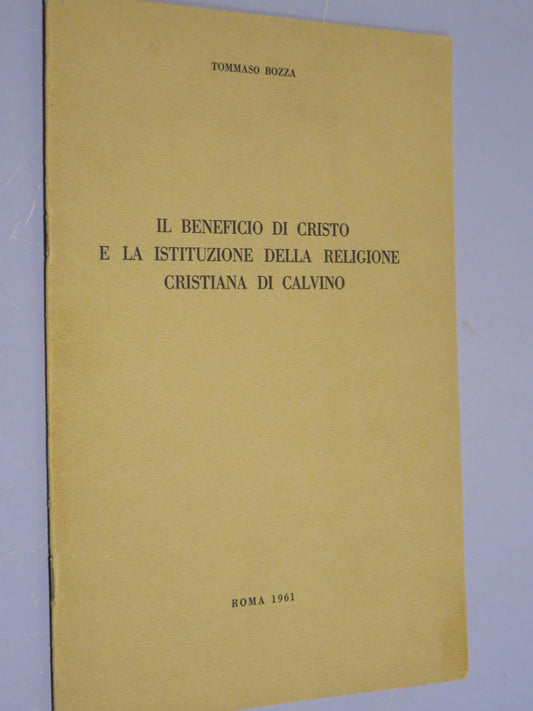 TOMMASO BOZZA
IL BENEFICIO DI CRISTO
E LA ISTITUZIONE DELLA RELIGIONE
CRISTIANA DI CALVINO
ROMA 1961